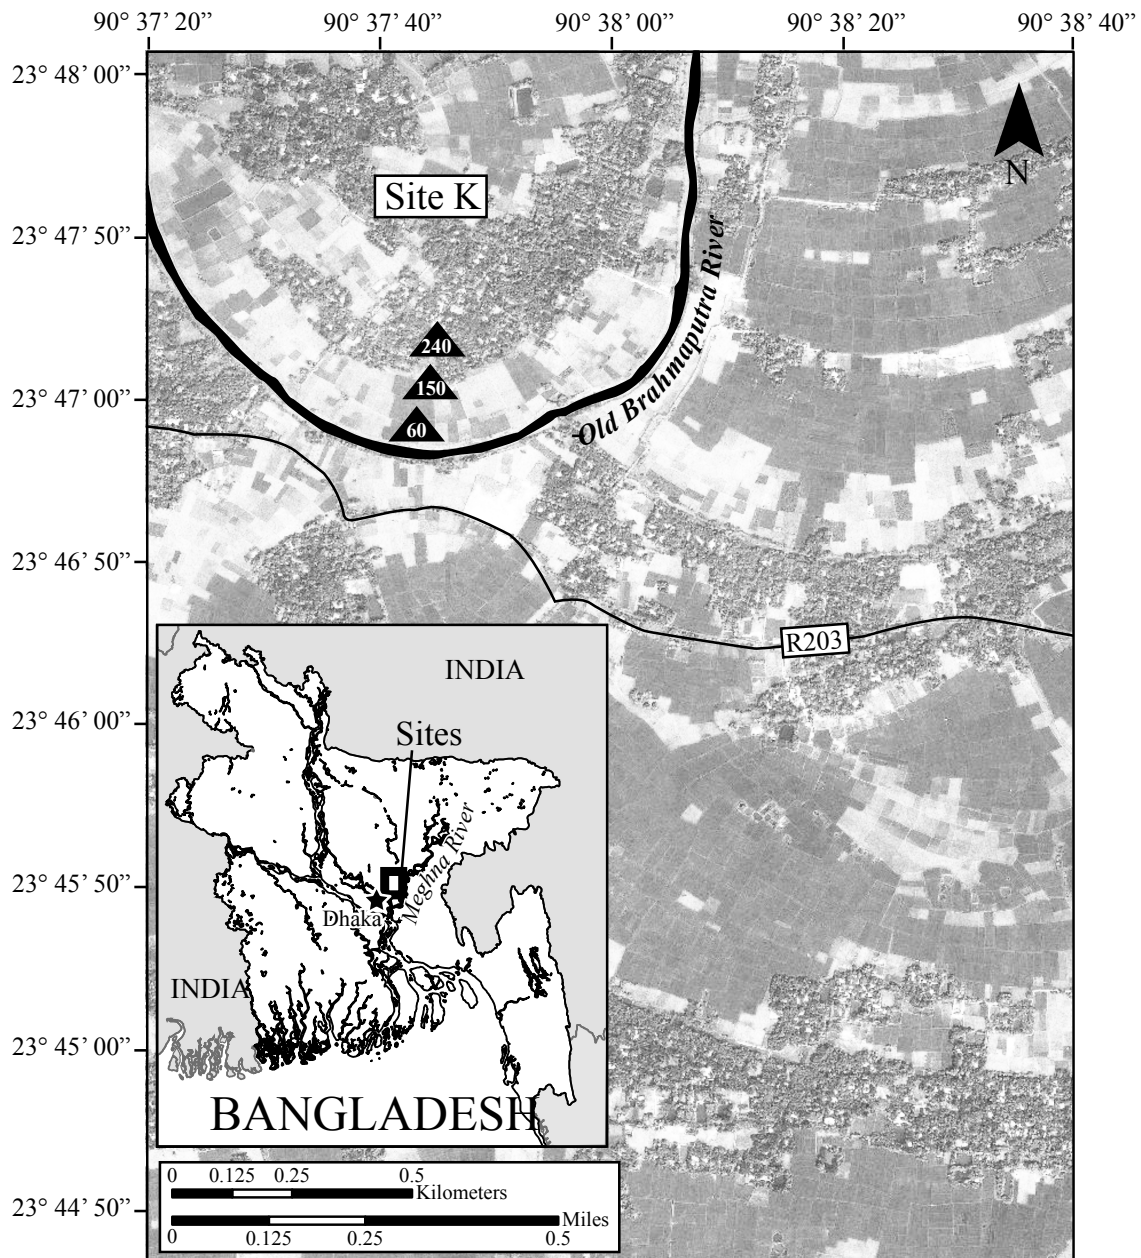 90° 37’ 20’’ 90° 37’ 40’’ 90° 38’ 00’’ 90° 38’ 20’’ 90° 38’ 40’’
23° 48’ 00’’
N
Site K
23° 47’ 50’’
Old Brahmaputra River
240
150
23° 47’ 00’’
60
23° 46’ 50’’
R203
INDIA
23° 46’ 00’’
Sites
Meghna River
23° 45’ 50’’
Dhaka
INDIA
23° 45’ 00’’
BANGLADESH
0 0.125 0.25 0.5
Kilometers
23° 44’ 50’’
Miles
0 0.125 0.25 0.5